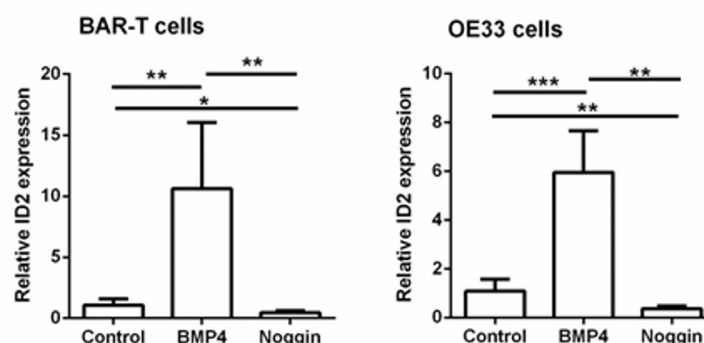 BAR-T cells
Relative ID2 expression
20
15
10
5
0
**
**
*
Control BMP4 Noggin
OE33 cells
Relative ID2 expression
10
8
6
4
2
0
***
**
**
Control BMP4 Noggin